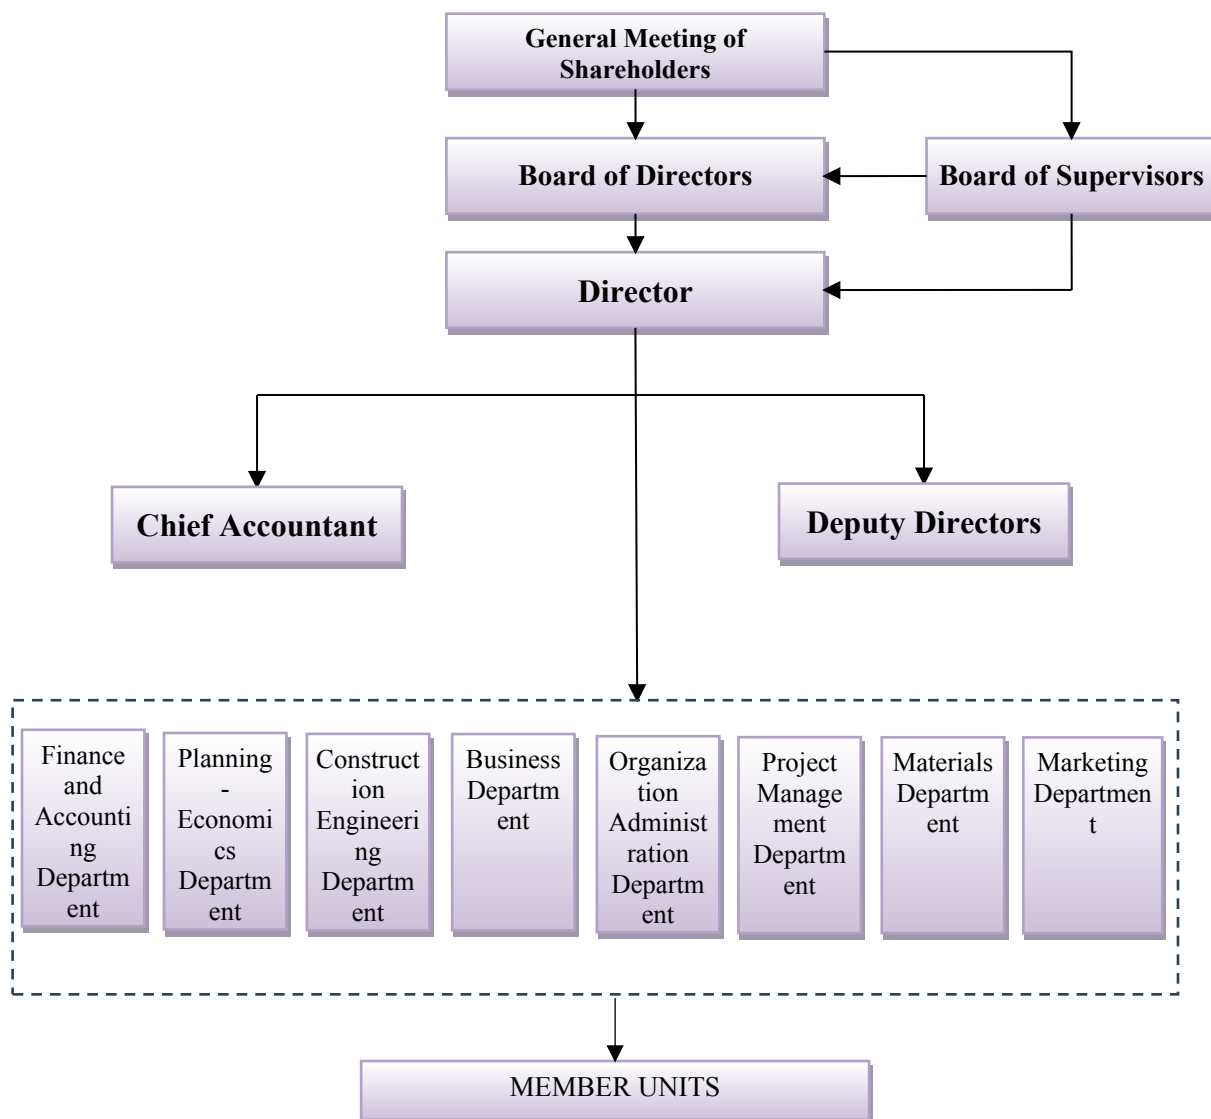 General Meeting of
Shareholders
Board of Directors
Board of Supervisors
Director
Chief Accountant
Deputy Directors
Finance
and
Accounti
ng
Departm
ent
Planning
-
Economi
cs
Departm
ent
Construct
ion
Engineeri
ng
Departm
ent
Business
Departm
ent
Organiza
tion
Administ
ration
Departm
ent
Project
Manage
ment
Departm
ent
Materials
Departm
ent
Marketing
Departmen
t
MEMBER UNITS